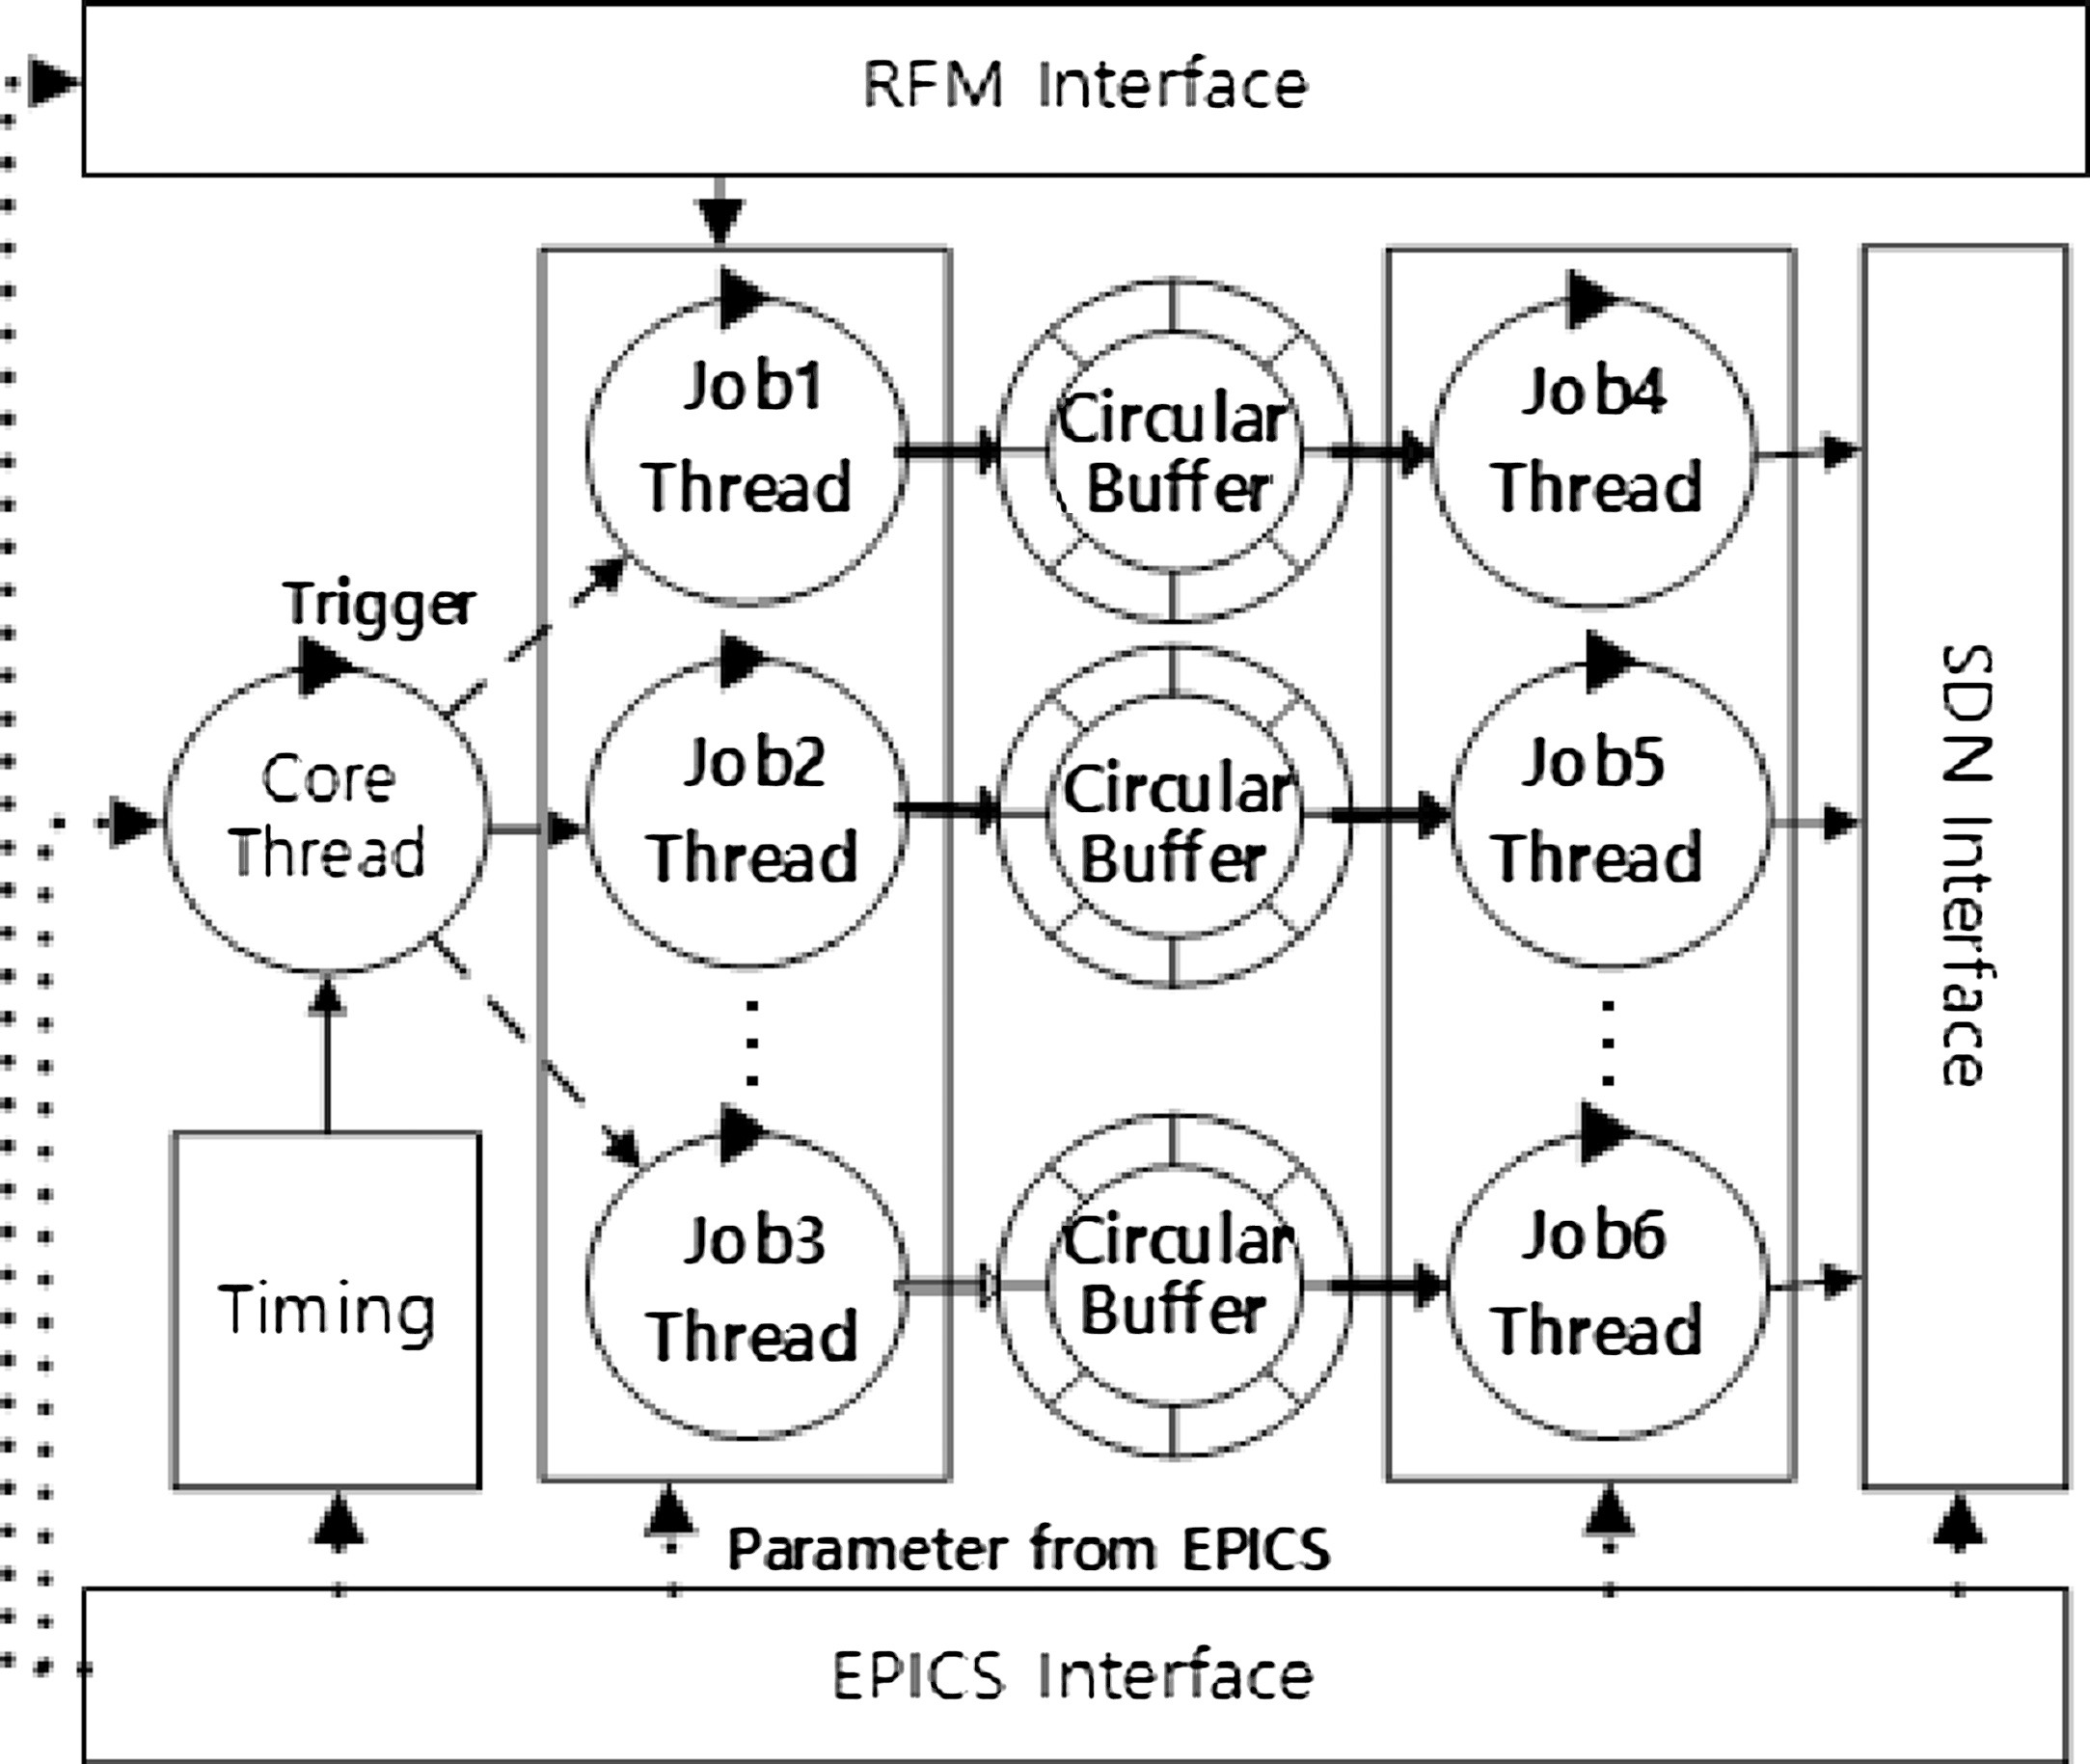 RFM Interface
Job1
Thread
Circular
Buffer
Job4
Thread
Trigger
Core
Thread
Job2
Thread
Circular
Buffer
Job5
Thread
SDN Interface
Timing
Job3
Thread
Circular
Buffer
Job6
Thread
Parameter from EPICS
EPICS Interface